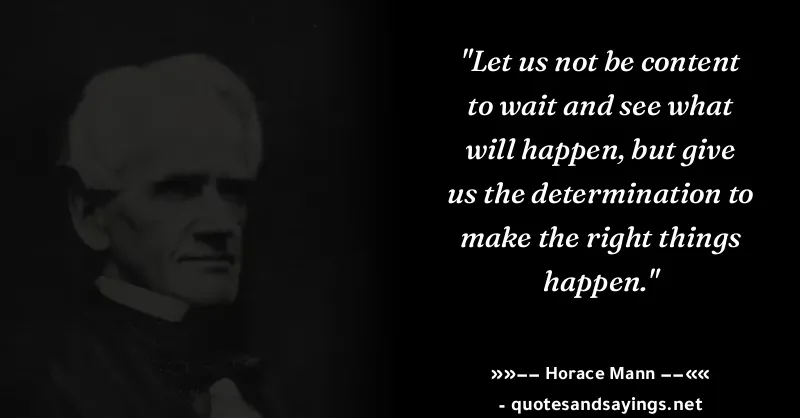 "Let us not be content
to wait and see what
will happen, but give
us the determination to
make the right things
happen."
»»−− Horace Mann −−««
- quotesandsayings.net